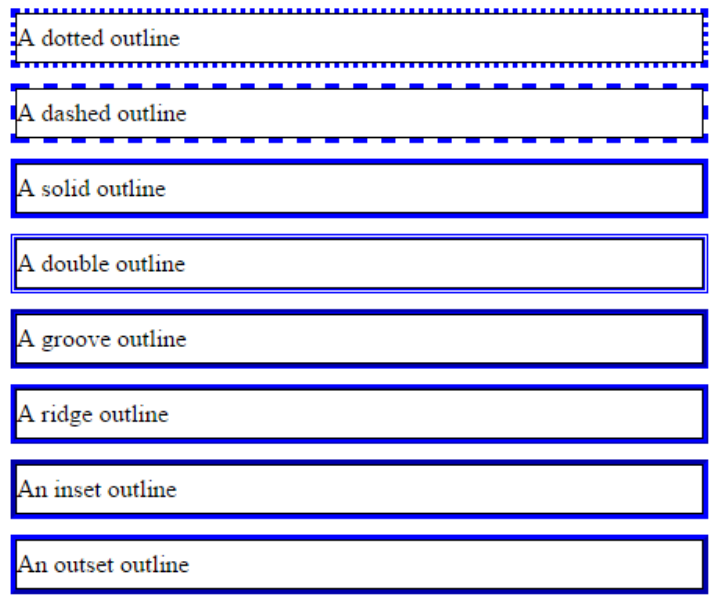 A dotted outline
A dashed outline
A solid outline
A double outline
A groove outline
A ridge outline
An inset outline
An outset outline